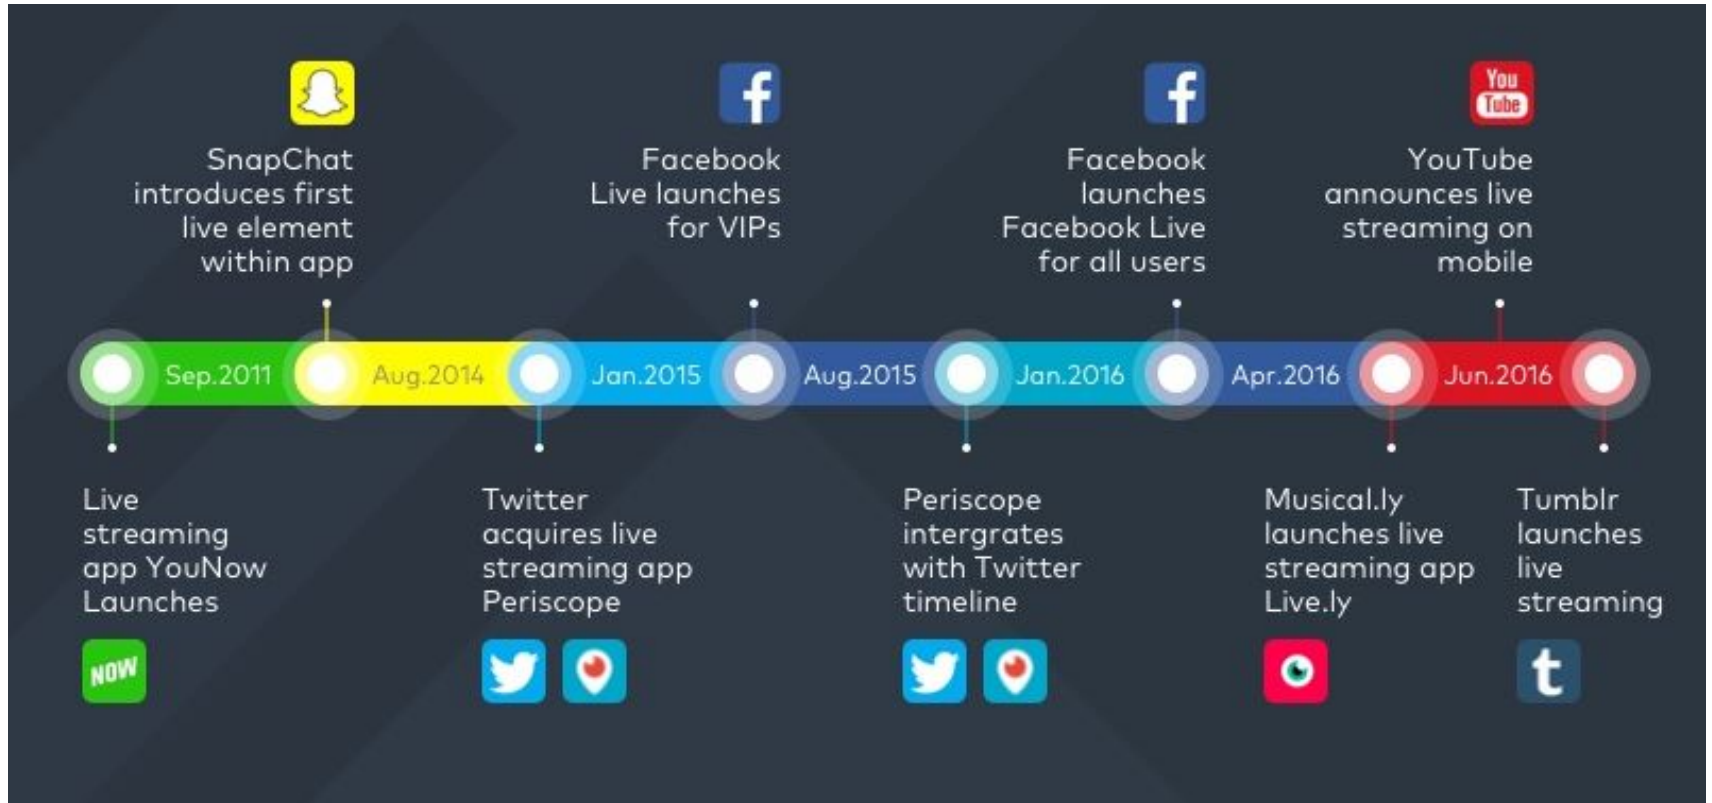 You
Tube
SnapChat
introduces first
live element
within app
Facebook
Live launches
for VIPs
Facebook
launches
Facebook Live
for all users
YouTube
announces live
streaming on
mobile
Sep.2011
Aug.2014
Jan.2015
Aug.2015
Jan.2016
Apr.2016
Jun.2016
Live
streaming
app YouNow
Launches
Twitter
acquires live
streaming app
Periscope
Periscope
intergrates
with Twitter
timeline
Musical.ly
launches live
streaming app
Live.ly
Tumblr
launches
live
streaming
NOW